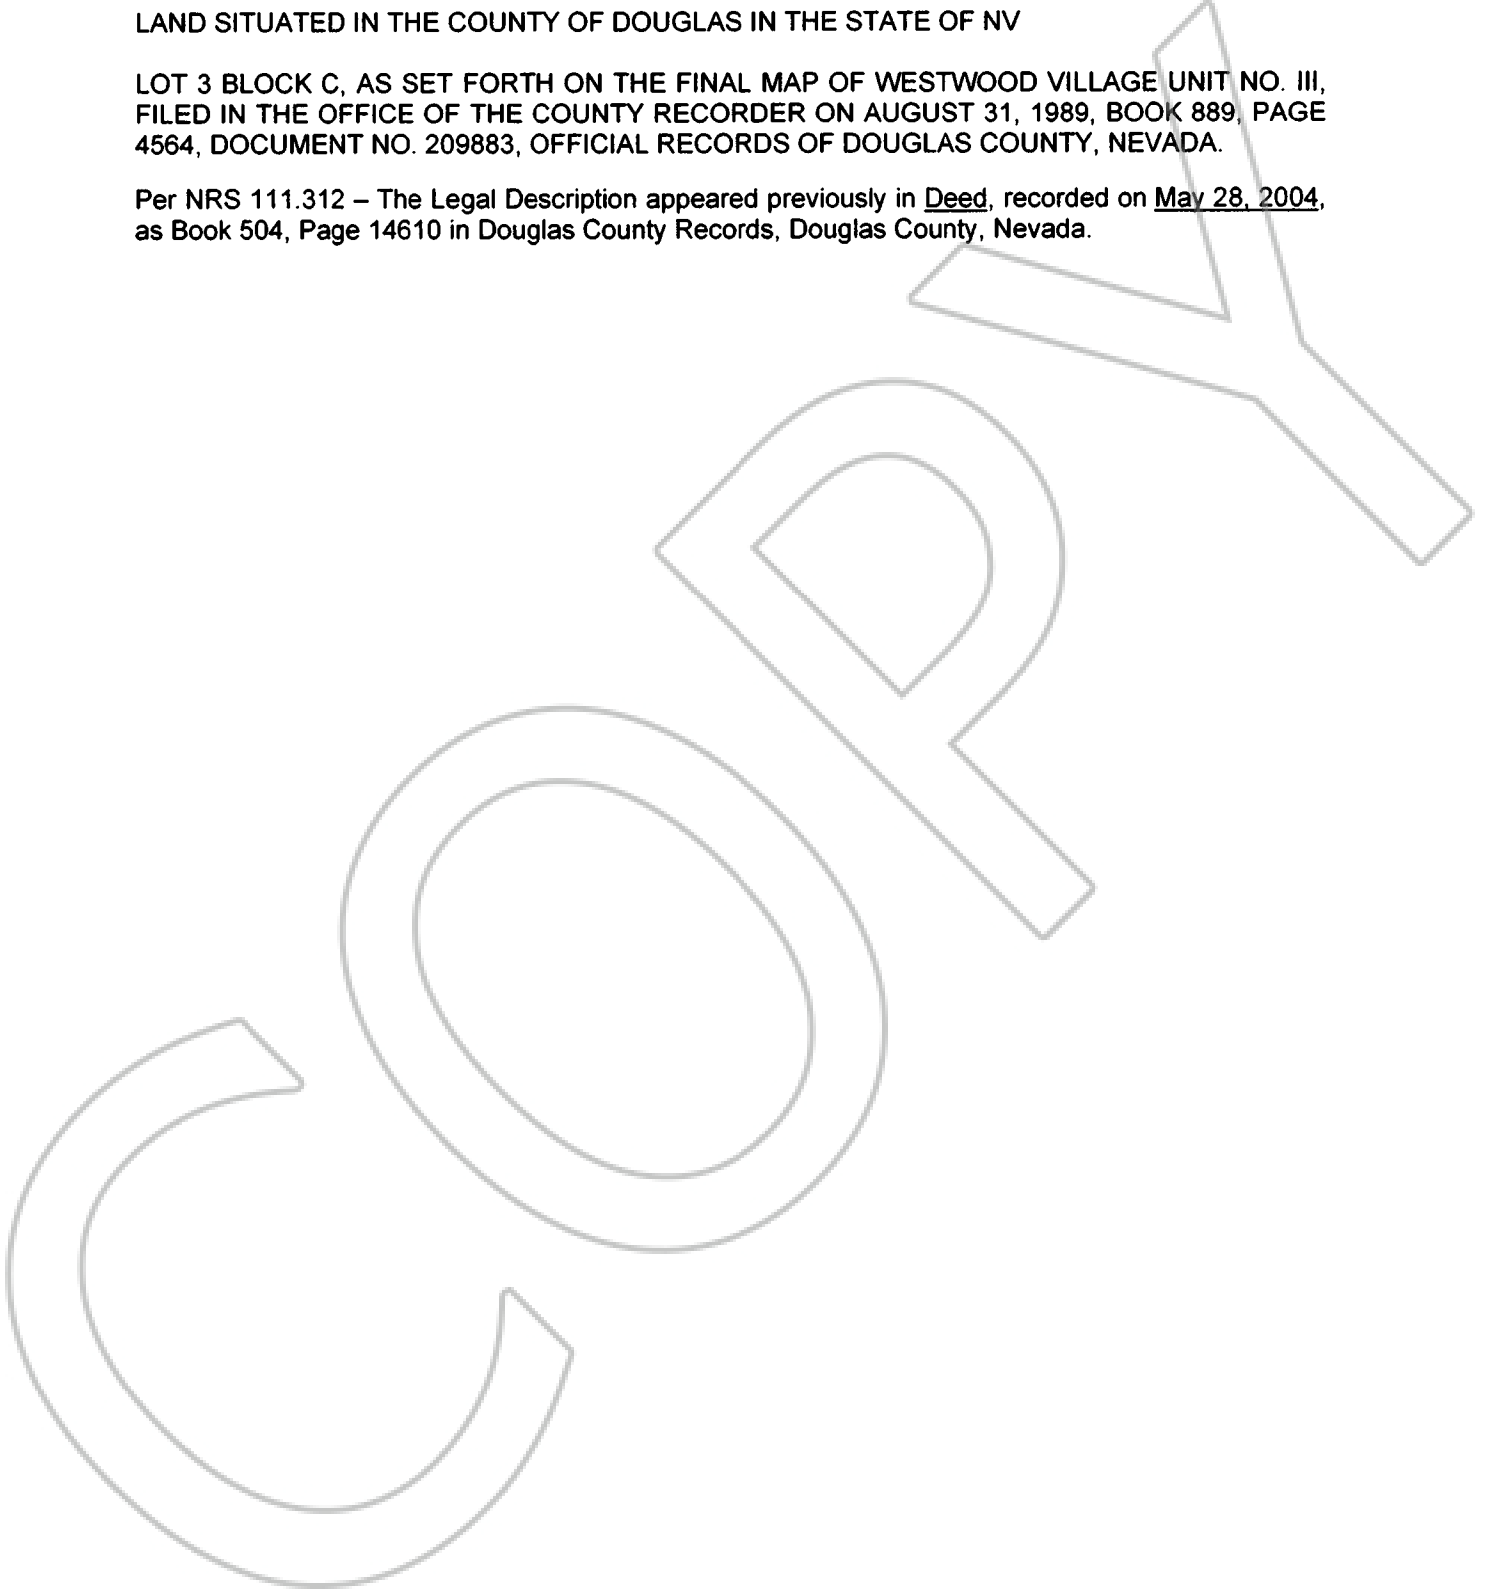 LAND SITUATED IN THE COUNTY OF DOUGLAS IN THE STATE OF NV
LOT 3 BLOCK C, AS SET FORTH ON THE FINAL MAP OF WESTWOOD VILLAGE UNIT NO. III,
FILED IN THE OFFICE OF THE COUNTY RECORDER ON AUGUST 31, 1989, BOOK 889, PAGE
4564, DOCUMENT NO. 209883, OFFICIAL RECORDS OF DOUGLAS COUNTY, NEVADA.
Per NRS 111.312 – The Legal Description appeared previously in Deed, recorded on May 28, 2004,
as Book 504, Page 14610 in Douglas County Records, Douglas County, Nevada.
COPY